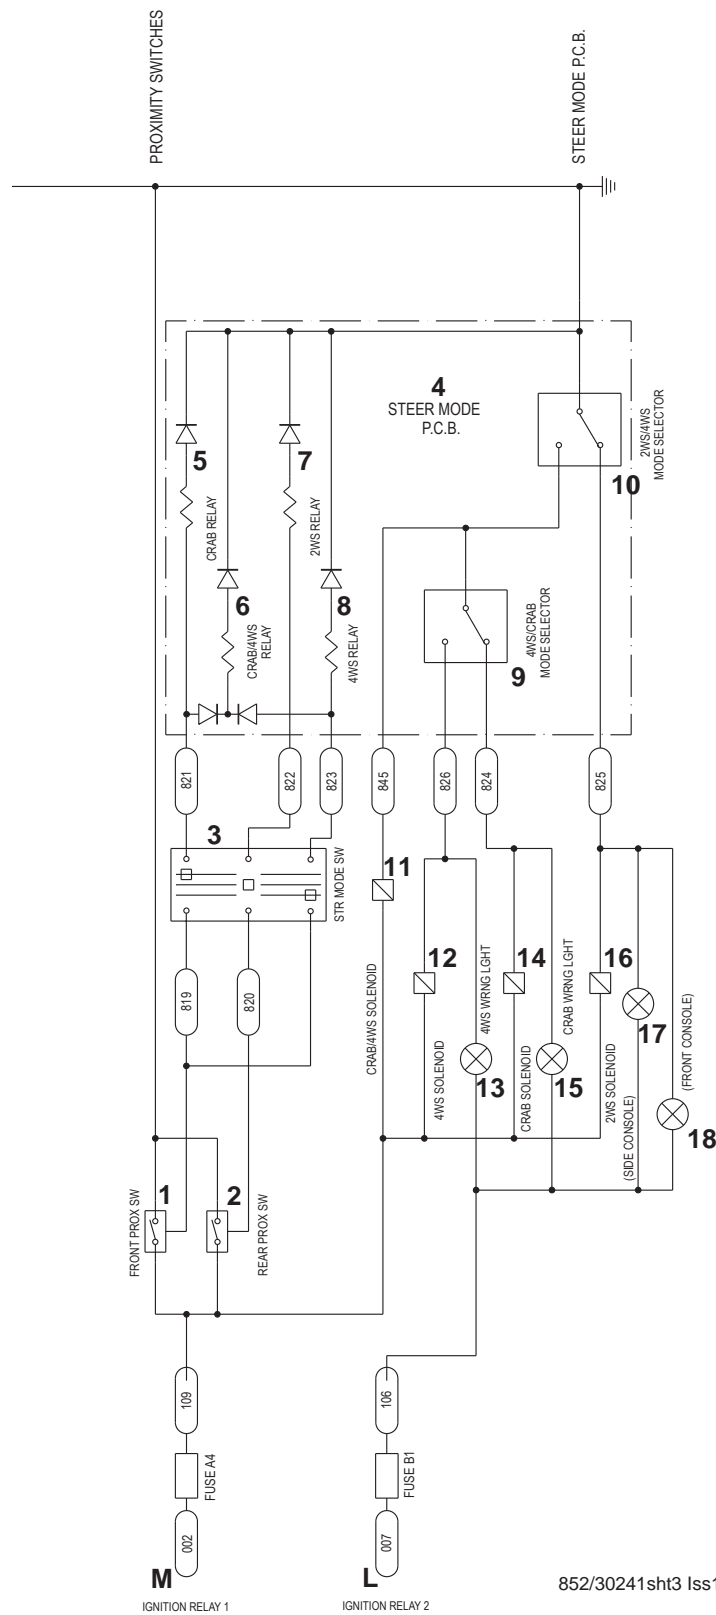 PROXIMITY SWITCHES
STEER MODE P.C.B.
4
STEER MODE
P.C.B.
2WS/4WS
MODE SELECTOR
10
5
7
CRAB RELAY
2WS RELAY
6
8
CRAB/4WS
RELAY
4WS RELAY
4WS/CRAB
MODE SELECTOR
9
821
822
823
845
826
824
825
3
STR MODE SW
11
12
14
16
819
820
CRAB/4WS SOLENOID
4WS SOLENOID
4WS WRNG LGHT
CRAB SOLENOID
CRAB WRNG LGHT
2WS SOLENOID
17
(SIDE CONSOLE)
(FRONT CONSOLE)
13
15
18
1
2
FRONT PROX SW
REAR PROX SW
109
106
FUSE A4
FUSE B1
002
007
M
L
IGNITION RELAY 1
IGNITION RELAY 2
852/30241sht3 Iss1